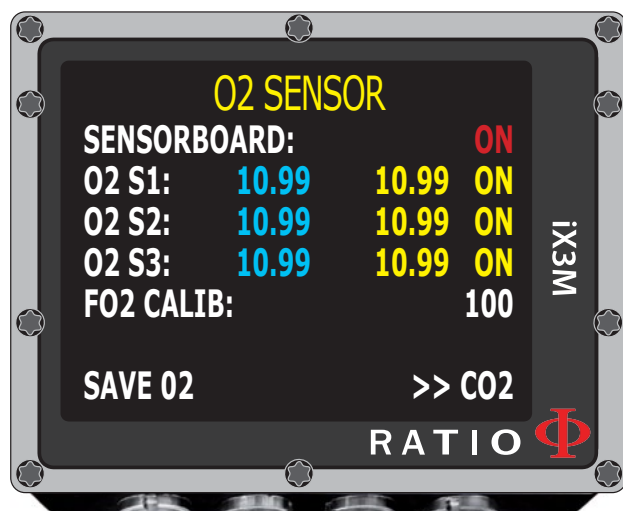 O2 SENSOR
SENSORBOARD: ON
O2 S1: 10.99 10.99 ON
O2 S2: 10.99 10.99 ON
O2 S3: 10.99 10.99 ON
FO2 CALIB: 100
SAVE 02 >> CO2
iX3M
RATIO